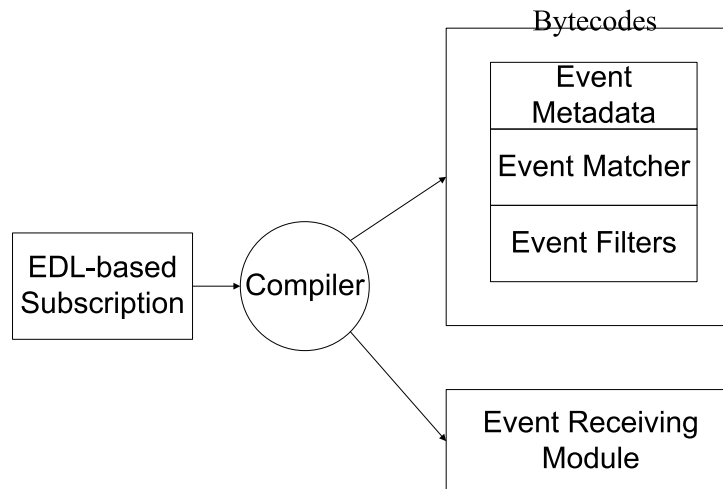 Bytecodes
Event
Metadata
Event Matcher
Event Filters
EDL-based
Subscription
Compiler
Event Receiving
Module